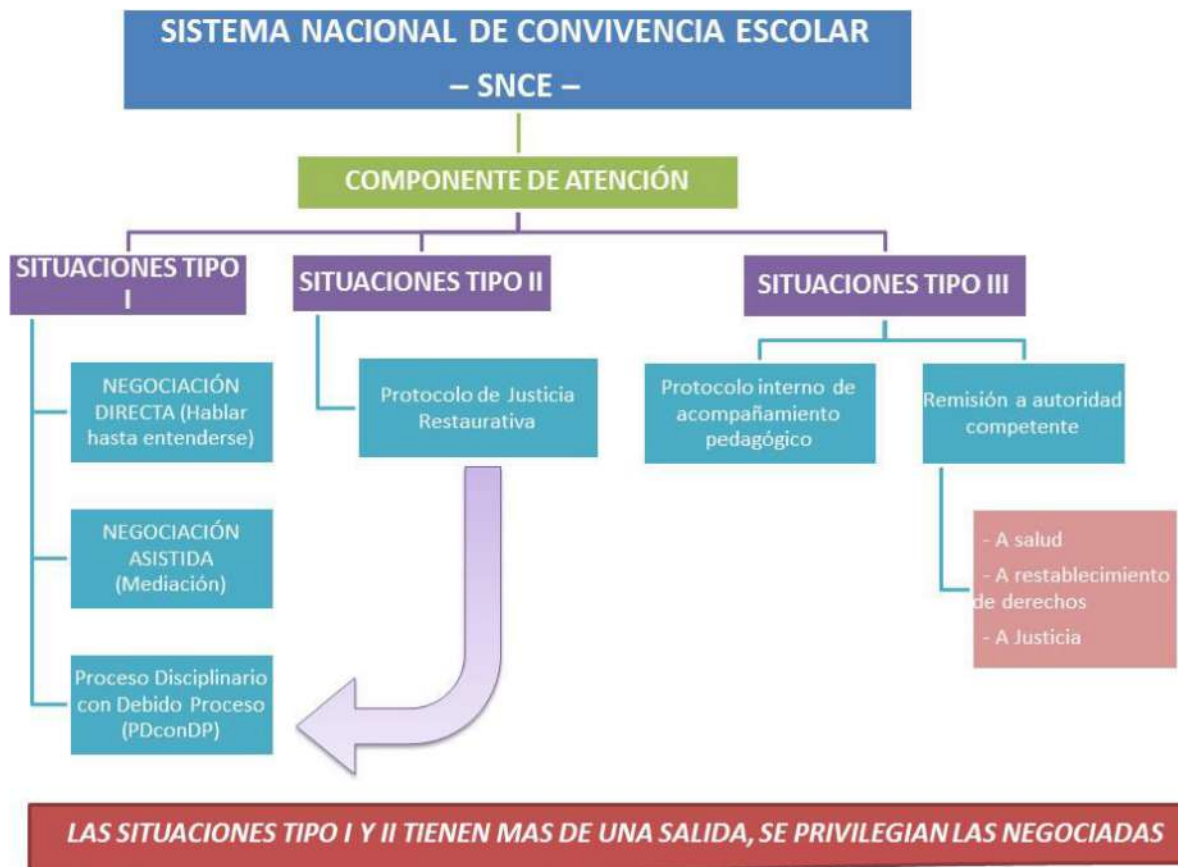 SISTEMA NACIONAL DE CONVIVENCIA ESCOLAR
– SNCE –
COMPONENTE DE ATENCIÓN
SITUACIONES TIPO
I
SITUACIONES TIPO II
SITUACIONES TIPO III
NEGOCIACIÓN
DIRECTA (Hablar
hasta entenderse)
NEGOCIACIÓN
ASISTIDA
(Mediación)
Proceso Disciplinario
con Debido Proceso
(PDconDP)
Protocolo de Justicia
Restaurativa
Protocolo interno de
acompañamiento
pedagógico
Remisión a autoridad
competente
- A salud
- A restablecimiento
de derechos
- A Justicia
LAS SITUACIONES TIPO I Y II TIENEN MAS DE UNA SALIDA, SE PRIVILEGIAN LAS NEGOCIADAS